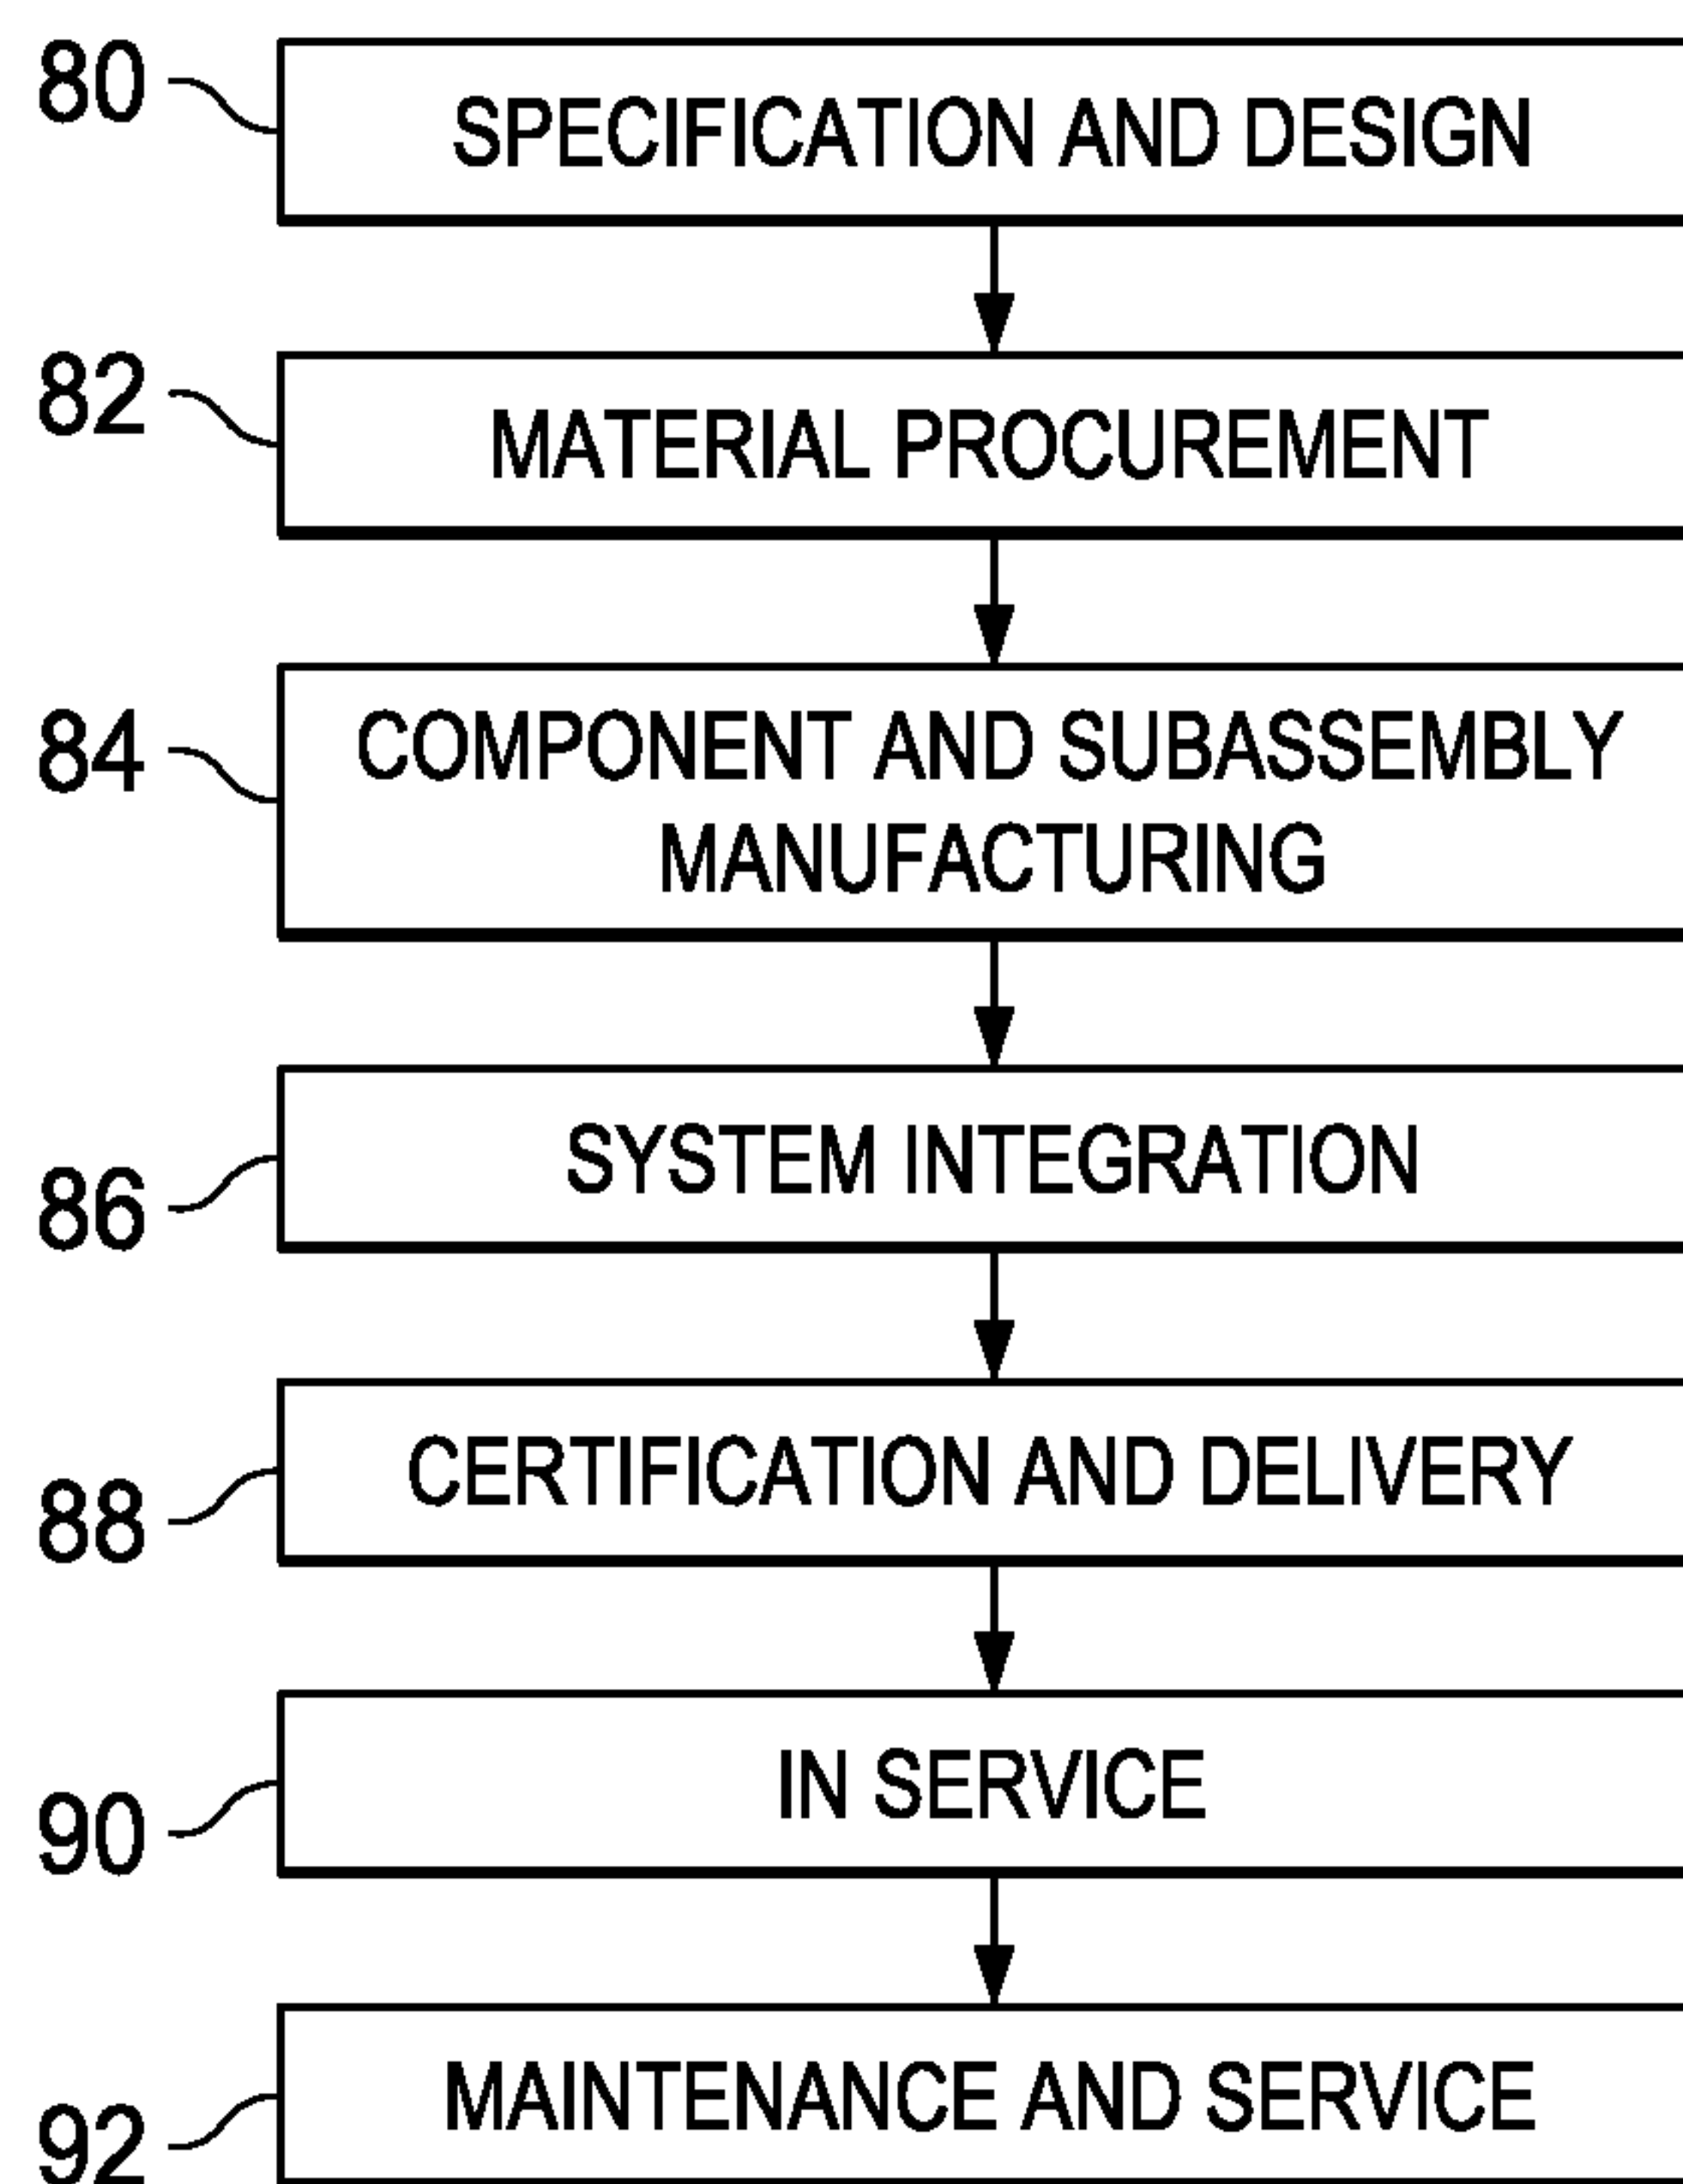 80
SPECIFICATION AND DESIGN
82
MATERIAL PROCUREMENT
84
COMPONENT AND SUBASSEMBLY
MANUFACTURING
86
SYSTEM INTEGRATION
88
CERTIFICATION AND DELIVERY
90
IN SERVICE
92
MAINTENANCE AND SERVICE